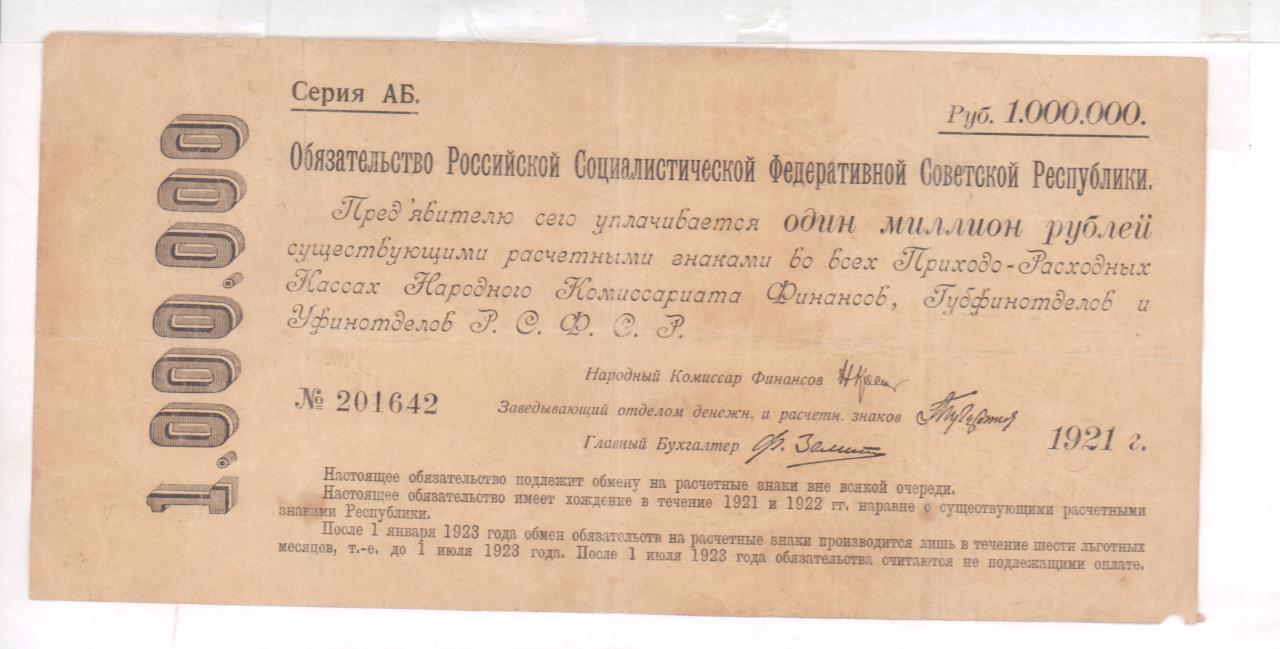 Серия АБ.
Руб. 1.000.000.
1.000.000
Обязательство Российской Социалистической Федеративной Советской Республики.
Пред'явителю сего уплачивается один миллион рублей
существующими расчетными знаками во всех Приходо-Расходных
Кассах Народного Комиссариата Финансов, Губфинотделов и
Уфинотделов Р. С. Ф. С. Р.
Народный Комиссар Финансов
№ 201642
Заведывающий отделом денежн. и расчетн. знаков
Главный Бухгалтер
1921 г.
Настоящее обязательство подлежит обмену на расчетные знаки вне всякой очереди.
Настоящее обязательство имеет хождение в течение 1921 и 1922 гг. наравне с существующими расчетными
знаками Республики.
После 1 января 1923 года обмен обязательств на расчетные знаки производится лишь в течение шести льготных
месяцев, т.-е. до 1 июля 1923 года. После 1 июля 1923 года обязательства считаются не подлежащими оплате.